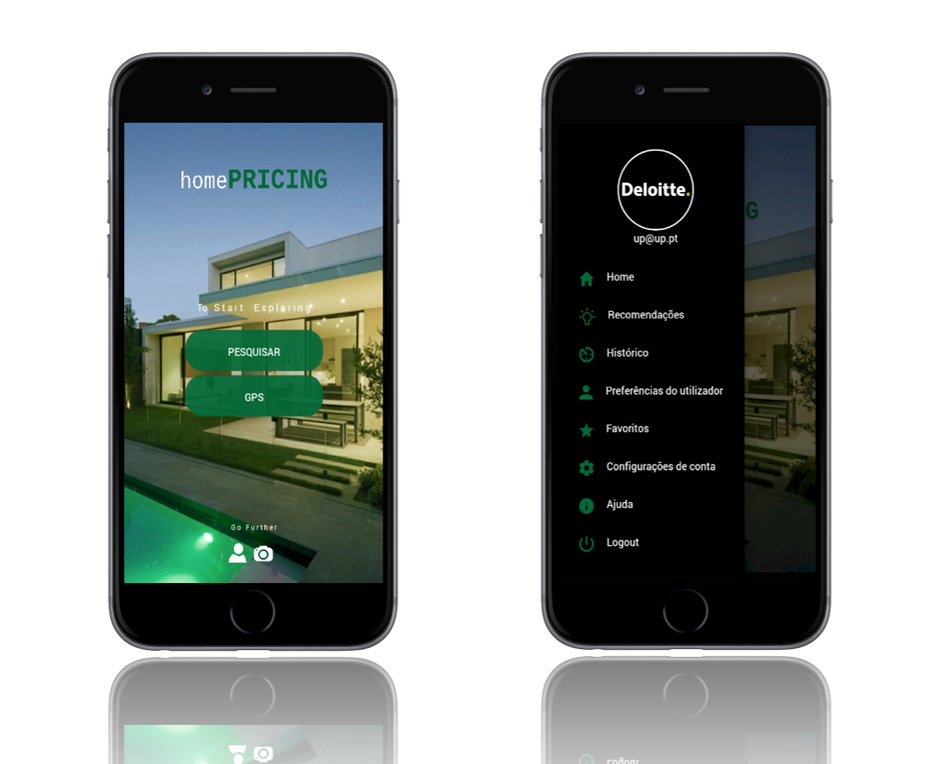 homePRICING
To Start Exploring
PESQUISAR
GPS
Go Further
Deloitte.
up@up.pt
G
Home
Recomendações
Histórico
Preferências do utilizador
Favoritos
Configurações de conta
Ajuda
Logout